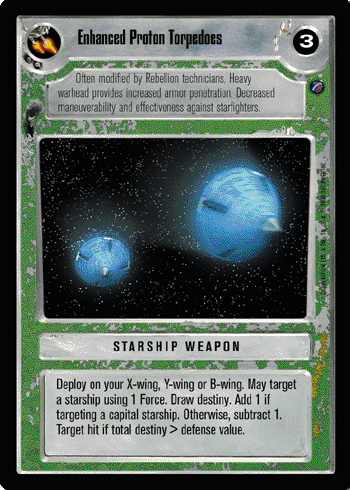 Enhanced Proton Torpedoes
3
Often modified by Rebellion technicians. Heavy
warhead provides increased armor penetration. Decreased
maneuverability and effectiveness against starfighters.
STARSHIP WEAPON
Deploy on your X-wing, Y-wing or B-wing. May target
a starship using 1 Force. Draw destiny. Add 1 if
targeting a capital starship. Otherwise, subtract 1.
Target hit if total destiny > defense value.